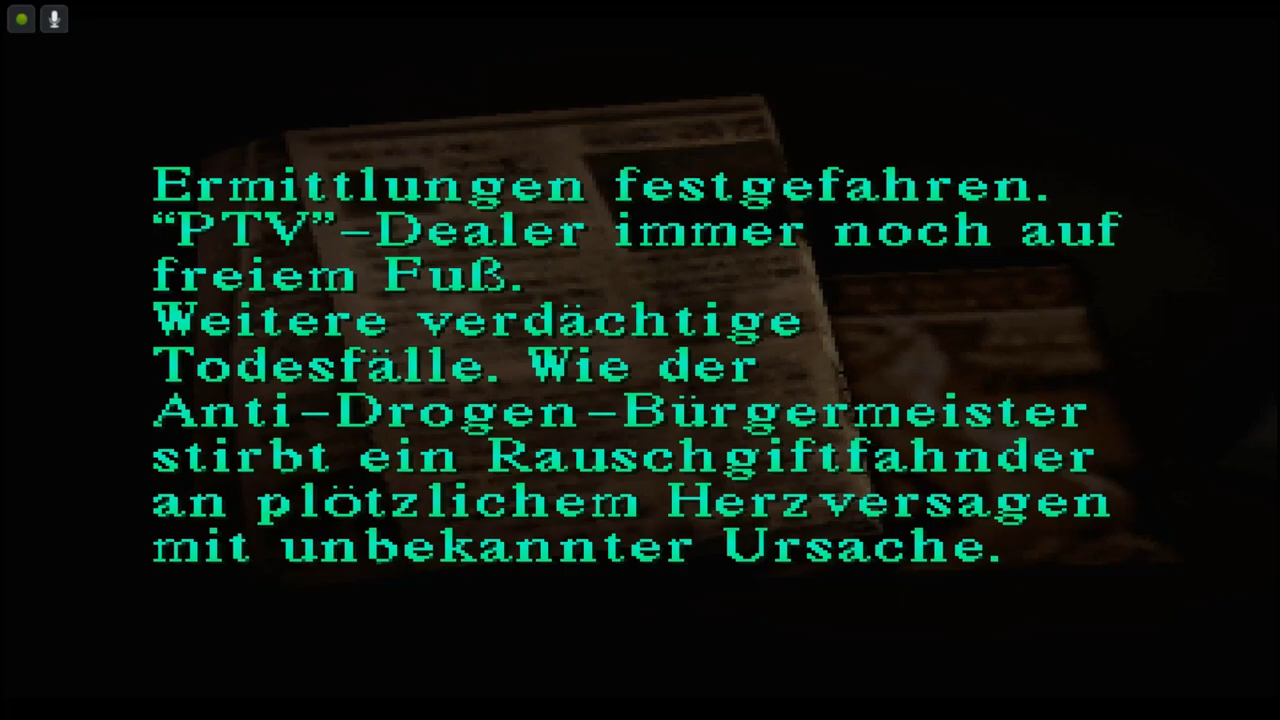 Ermittlungen festgefahren.
“PTV”-Dealer immer noch auf
freiem Fuß.
Weitere verdächtige
Todesfälle. Wie der
Anti-Drogen-Bürgermeister
stirbt ein Rauschgiftfahnder
an plötzlichem Herzversagen
mit unbekannter Ursache.